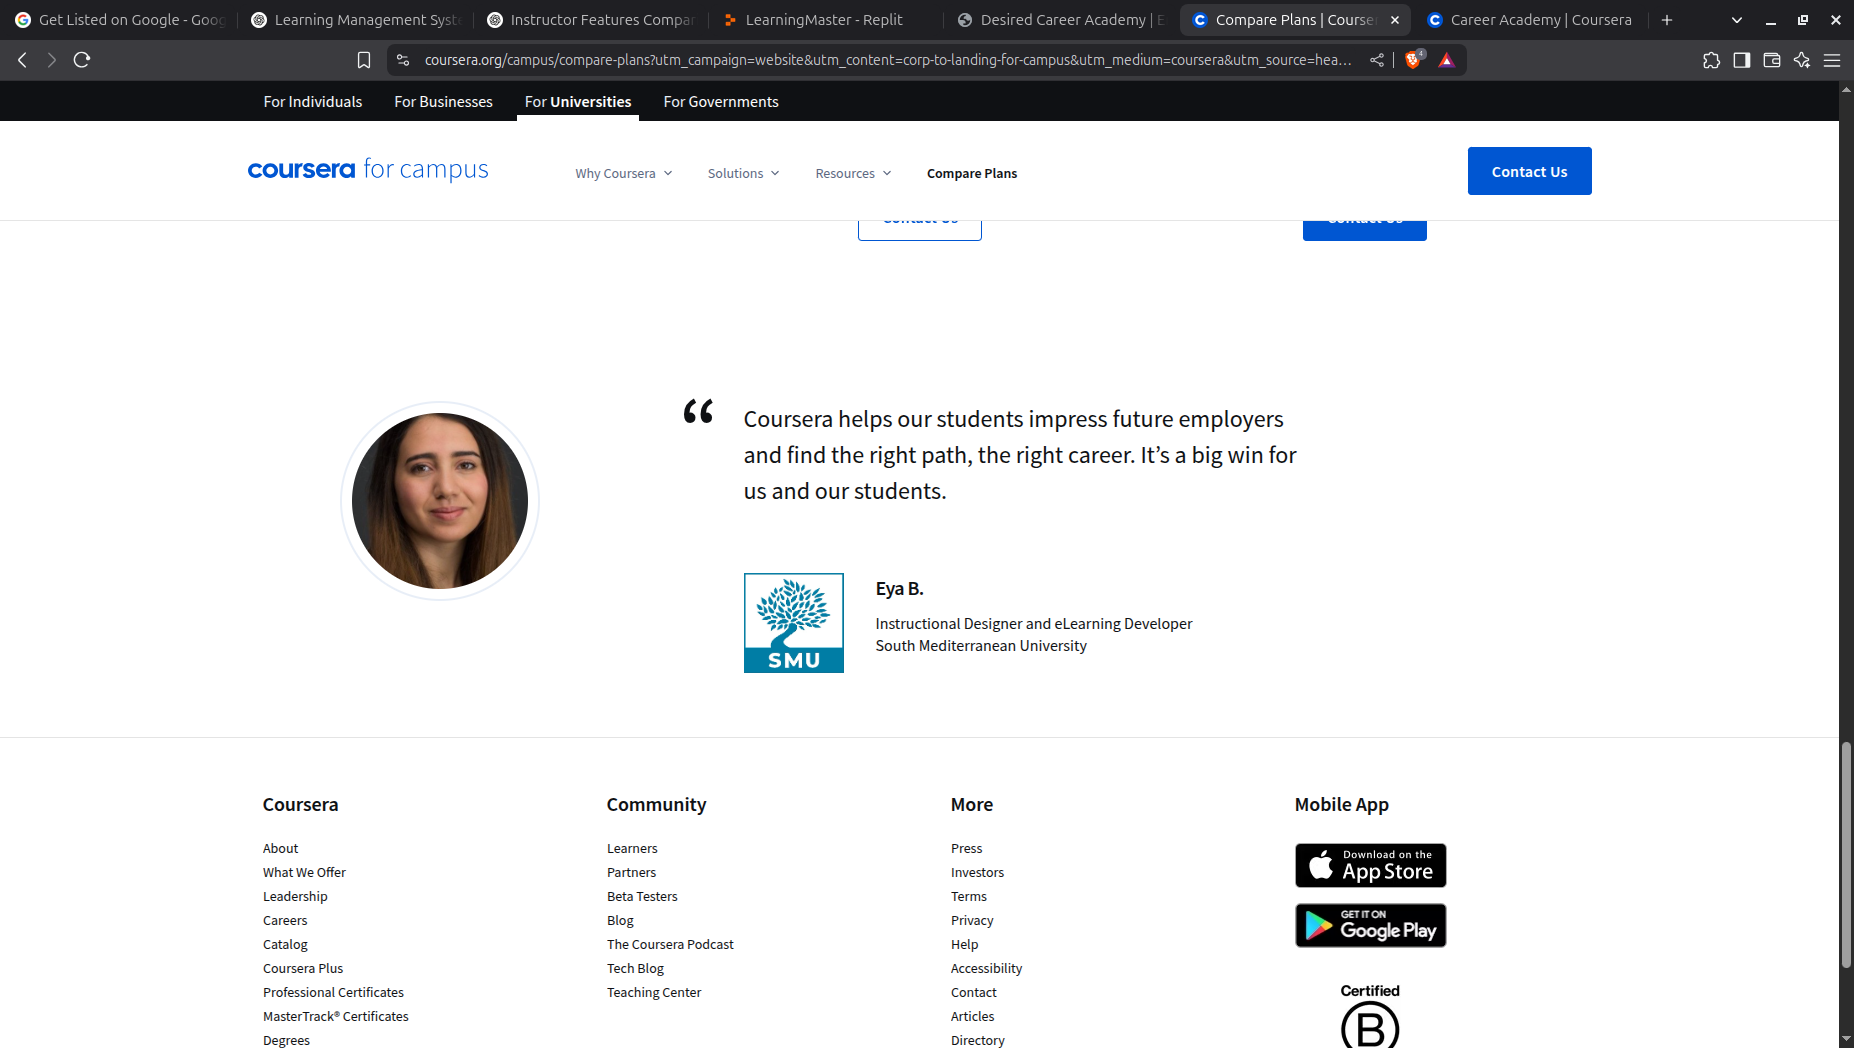 Get Listed on Google - Goog
Learning Management Syste
Instructor Features Compar
LearningMaster - Replit
Desired Career Academy | E
Compare Plans | Courser
Career Academy | Coursera
coursera.org/campus/compare-plans?utm_campaign=website&utm_content=corp-to-landing-for-campus&utm_medium=coursera&utm_source=hea...
4
For Individuals
For Businesses
For Universities
For Governments
coursera for campus
Why Coursera
Solutions
Resources
Compare Plans
Contact Us
Contact Us
Contact Us
“ Coursera helps our students impress future employers
and find the right path, the right career. It’s a big win for
us and our students.
SMU
Eya B.
Instructional Designer and eLearning Developer
South Mediterranean University
Coursera
About
What We Offer
Leadership
Careers
Catalog
Coursera Plus
Professional Certificates
MasterTrack® Certificates
Degrees
Community
Learners
Partners
Beta Testers
Blog
The Coursera Podcast
Tech Blog
Teaching Center
More
Press
Investors
Terms
Privacy
Help
Accessibility
Contact
Articles
Directory
Mobile App
Download on the
App Store
GET IT ON
Google Play
Certified
B